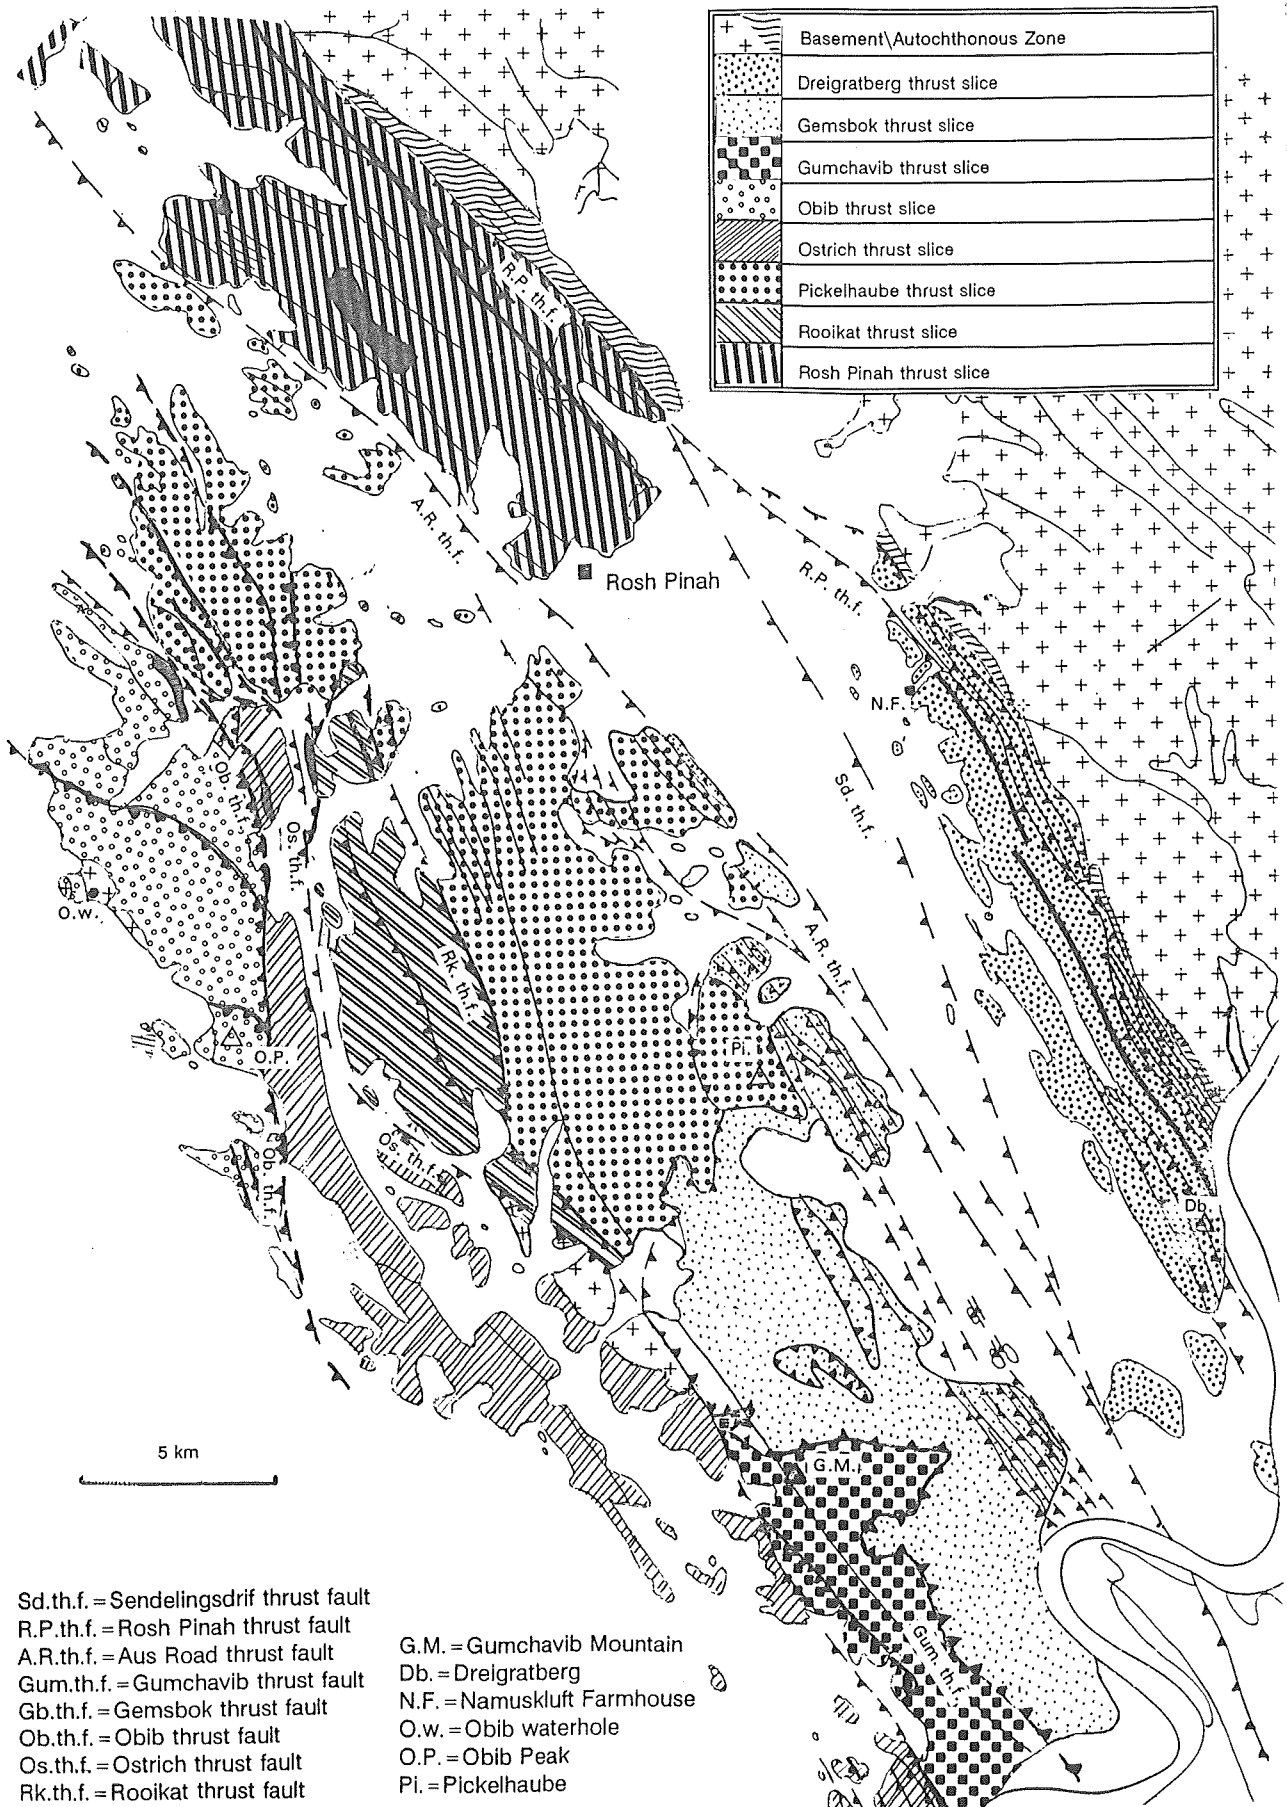 Basement\Autochthonous Zone
Dreigratberg thrust slice
Gemsbok thrust slice
Gumchavib thrust slice
Obib thrust slice
Ostrich thrust slice
Pickelhaube thrust slice
Rooikat thrust slice
Rosh Pinah thrust slice
R.P. th.f.
A.R. th.f.
Rosh Pinah
R.P. th.f.
N.F.
Sd. th.f.
Ob. th.f.
Os. th.f.
O.w.
Rk. th.f.
A.R. th.f.
Pi.
O.P.
Os. th.f.
Ob. th.f.
Db.
G.M.
5 km
Gum. th.f.
Sd.th.f. = Sendelingsdrif thrust fault
R.P.th.f. = Rosh Pinah thrust fault
A.R.th.f. = Aus Road thrust fault
Gum.th.f. = Gumchavib thrust fault
Gb.th.f. = Gemsbok thrust fault
Ob.th.f. = Obib thrust fault
Os.th.f. = Ostrich thrust fault
Rk.th.f. = Rooikat thrust fault
G.M. = Gumchavib Mountain
Db. = Dreigratberg
N.F. = Namuskluft Farmhouse
O.w. = Obib waterhole
O.P. = Obib Peak
Pi. = Pickelhaube